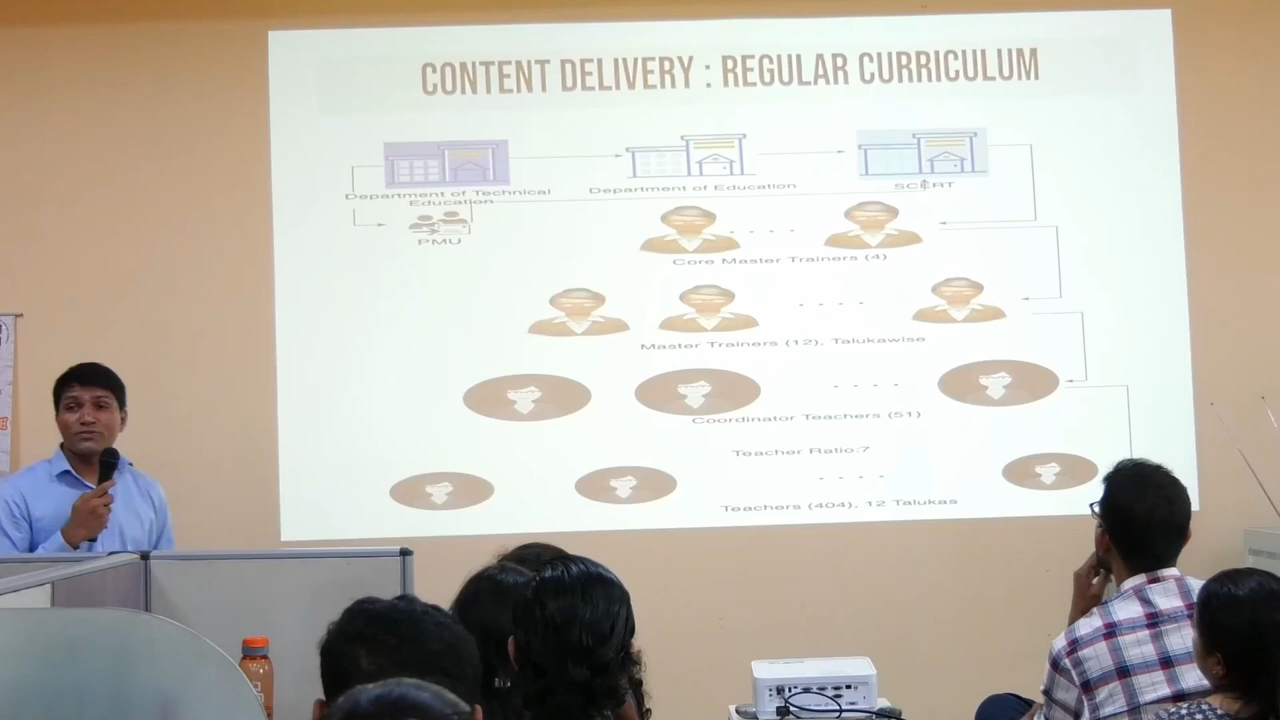 CONTENT DELIVERY : REGULAR CURRICULUM
Department of Technical
Education
Department of Education
SCERT
PMU
Core Master Trainers (4)
Master Trainers (12), Talukawise
Coordinator Teachers (51)
Teacher Ratio:7
Teachers (404), 12 Talukas